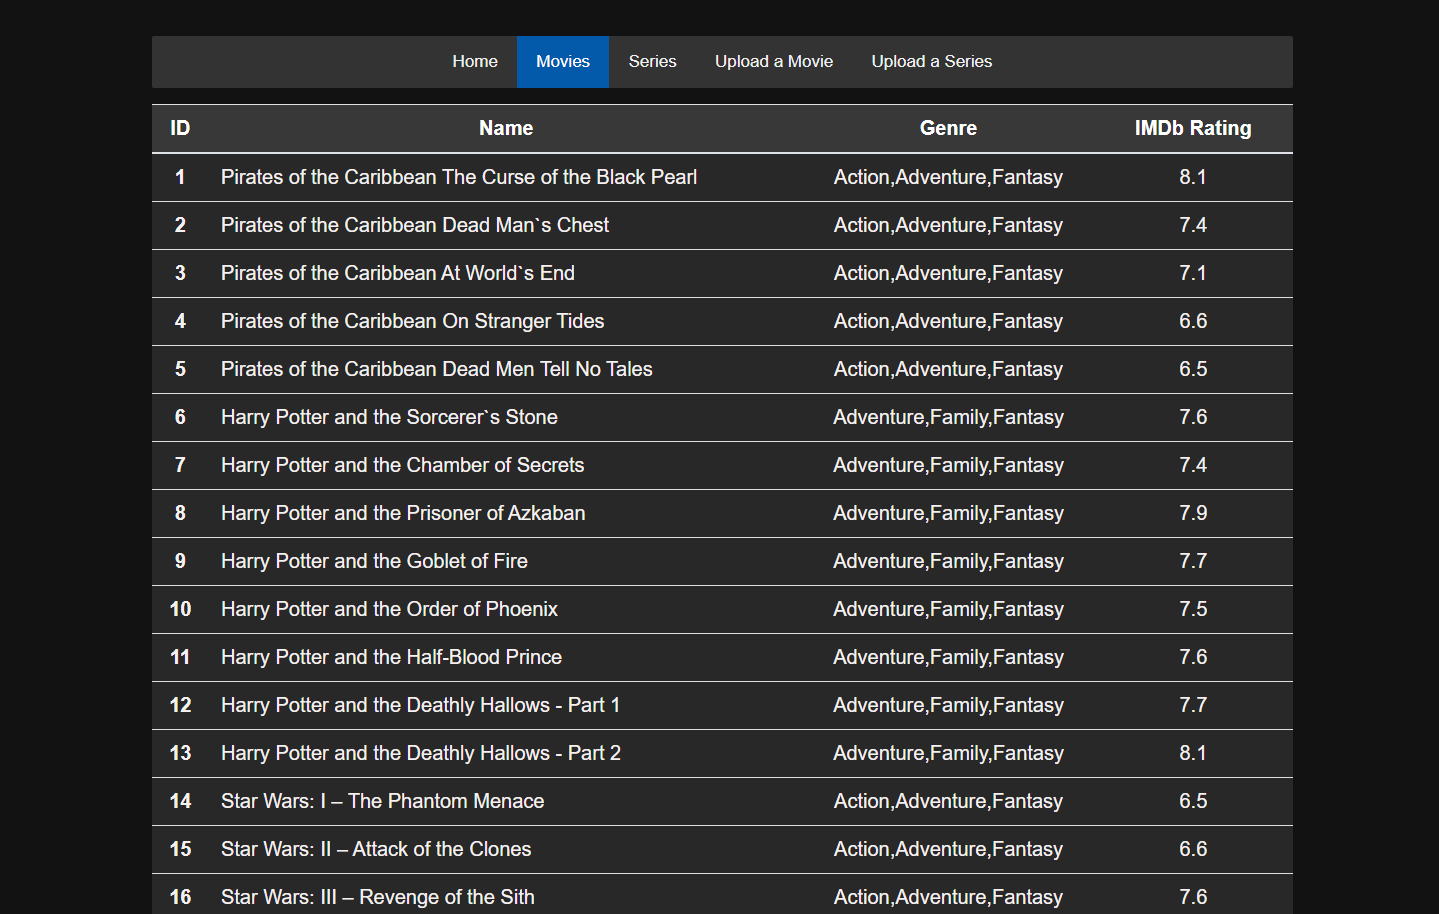 Home Movies Series Upload a Movie Upload a Series
ID Name Genre IMDb Rating
1 Pirates of the Caribbean The Curse of the Black Pearl Action,Adventure,Fantasy 8.1
2 Pirates of the Caribbean Dead Man`s Chest Action,Adventure,Fantasy 7.4
3 Pirates of the Caribbean At World`s End Action,Adventure,Fantasy 7.1
4 Pirates of the Caribbean On Stranger Tides Action,Adventure,Fantasy 6.6
5 Pirates of the Caribbean Dead Men Tell No Tales Action,Adventure,Fantasy 6.5
6 Harry Potter and the Sorcerer`s Stone Adventure,Family,Fantasy 7.6
7 Harry Potter and the Chamber of Secrets Adventure,Family,Fantasy 7.4
8 Harry Potter and the Prisoner of Azkaban Adventure,Family,Fantasy 7.9
9 Harry Potter and the Goblet of Fire Adventure,Family,Fantasy 7.7
10 Harry Potter and the Order of Phoenix Adventure,Family,Fantasy 7.5
11 Harry Potter and the Half-Blood Prince Adventure,Family,Fantasy 7.6
12 Harry Potter and the Deathly Hallows - Part 1 Adventure,Family,Fantasy 7.7
13 Harry Potter and the Deathly Hallows - Part 2 Adventure,Family,Fantasy 8.1
14 Star Wars: I – The Phantom Menace Action,Adventure,Fantasy 6.5
15 Star Wars: II – Attack of the Clones Action,Adventure,Fantasy 6.6
16 Star Wars: III – Revenge of the Sith Action,Adventure,Fantasy 7.6